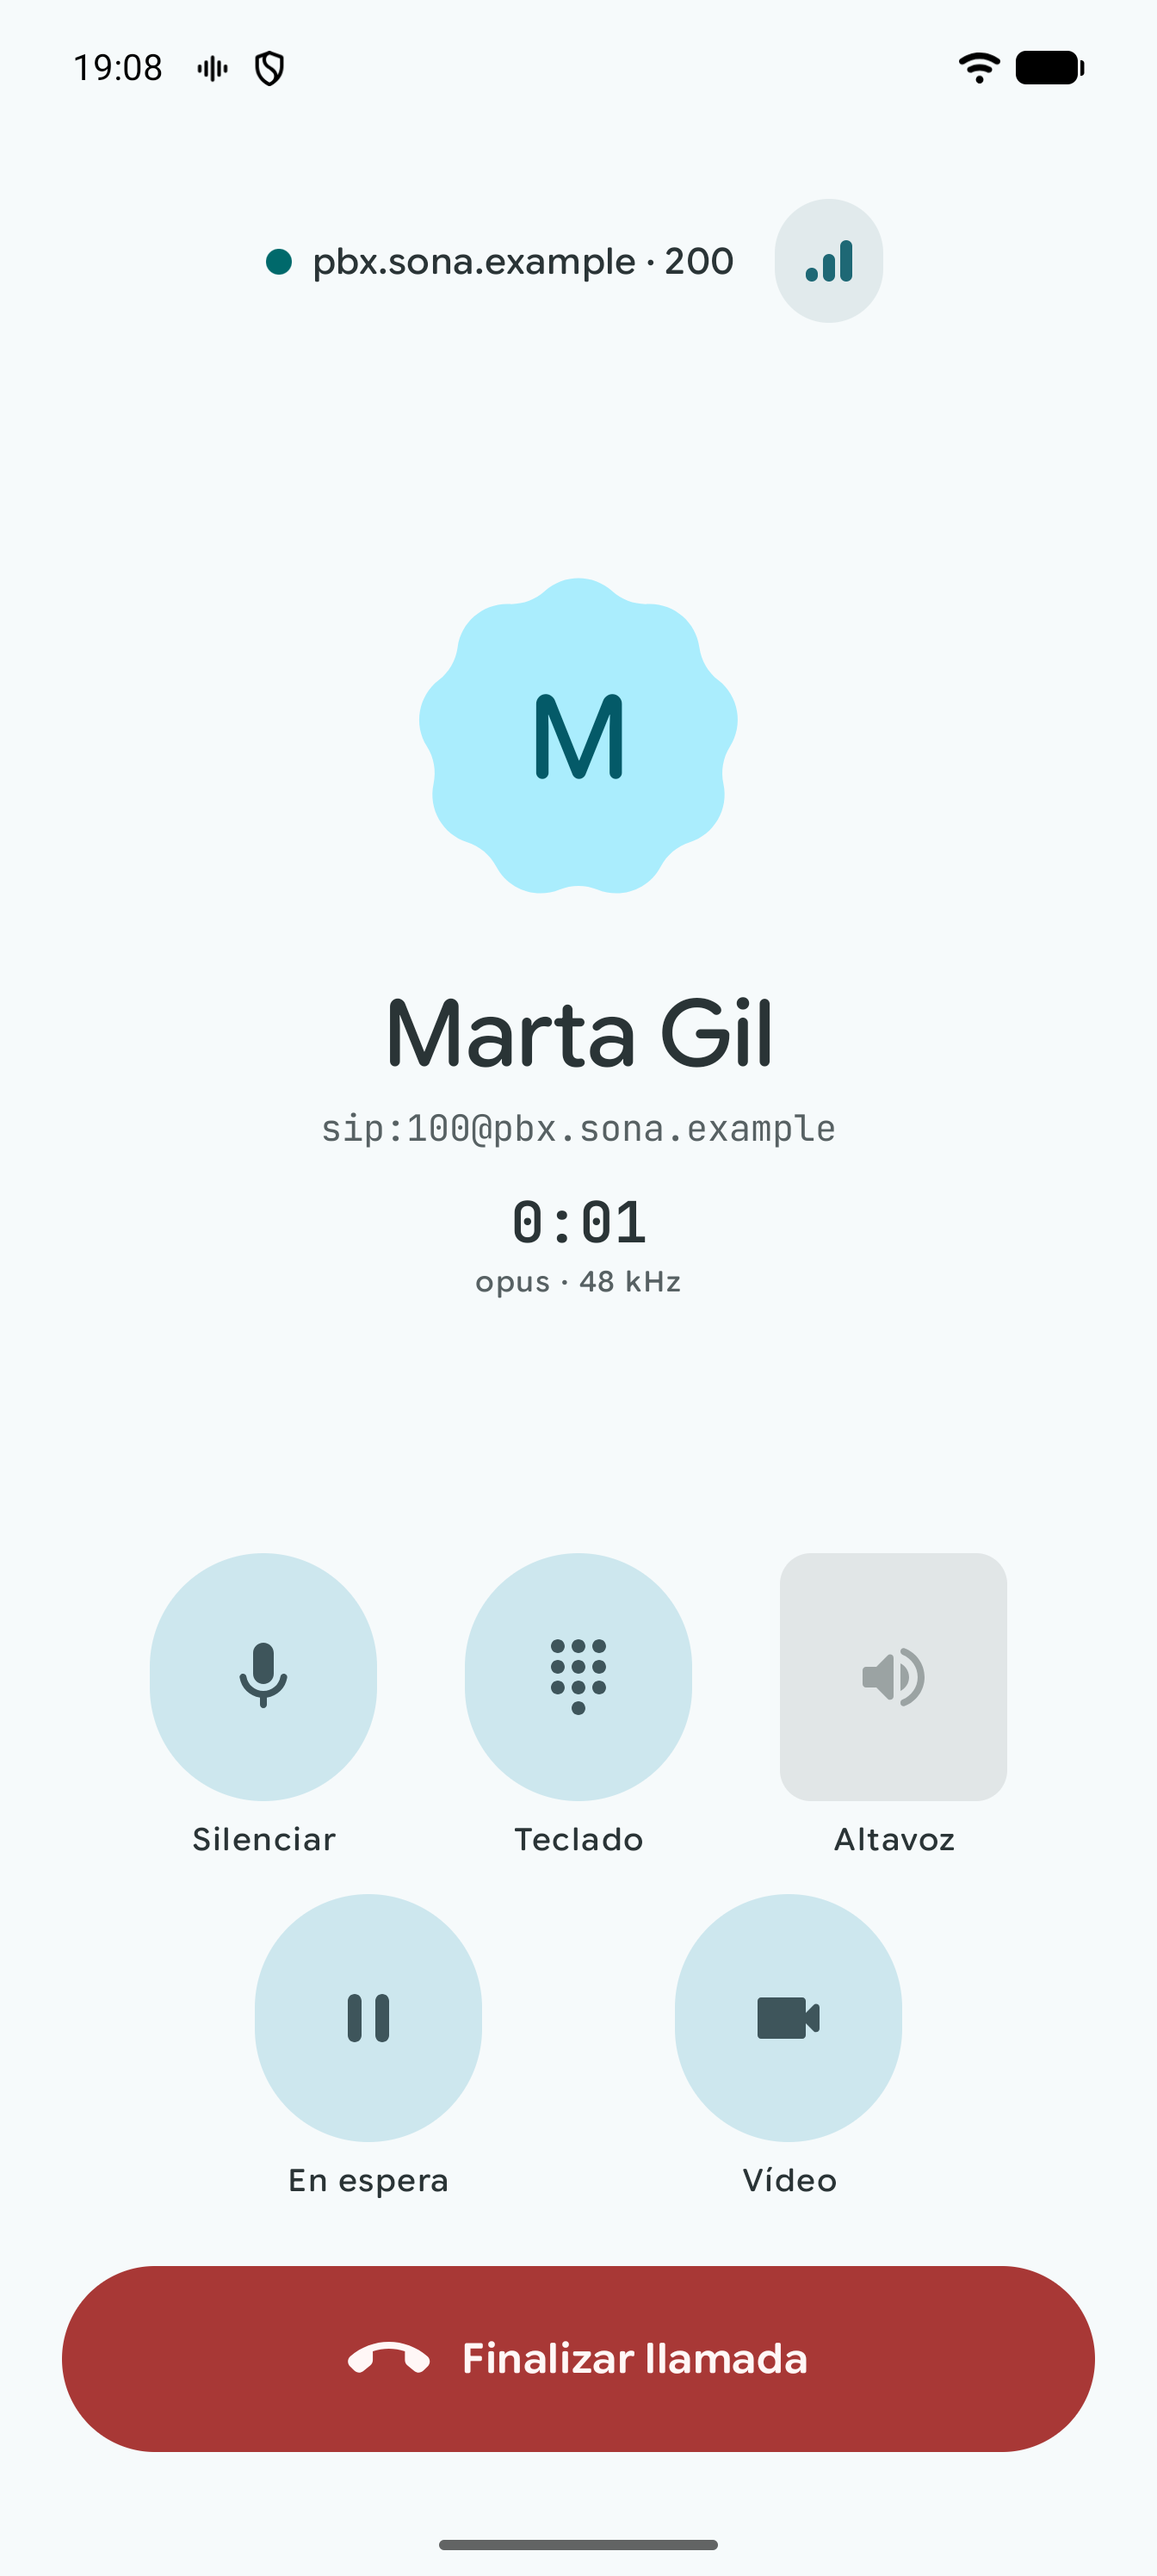 19:08
pbx.sona.example · 200
M
Marta Gil
sip:100@pbx.sona.example
0:01
opus · 48 kHz
Silenciar
Teclado
Altavoz
En espera
Vídeo
Finalizar llamada